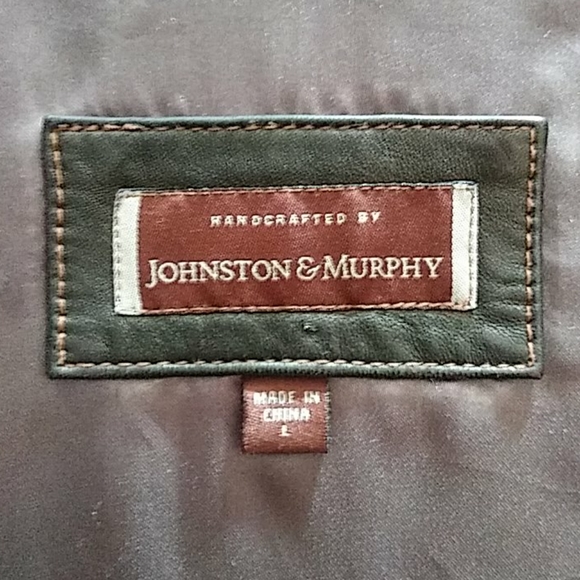 HANDCRAFTED BY
JOHNSTON & MURPHY
MADE IN
CHINA
L